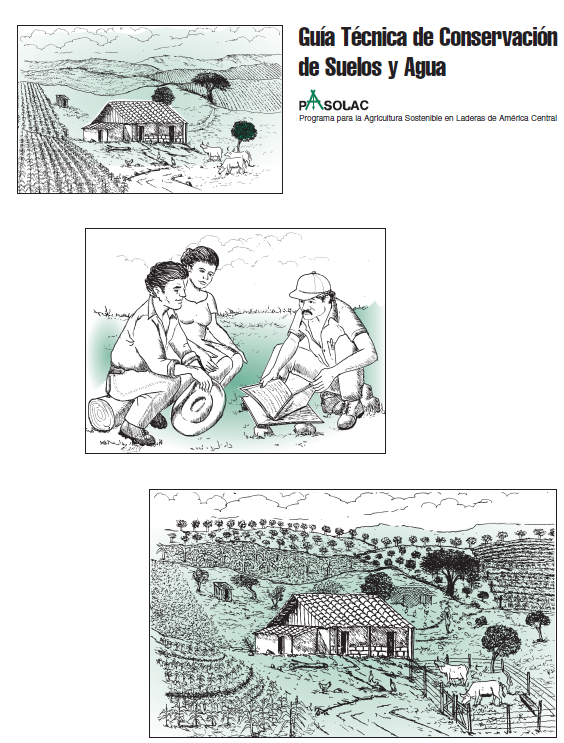 Guía Técnica de Conservación
de Suelos y Agua
PASOLAC
Programa para la Agricultura Sostenible en Laderas de América Central